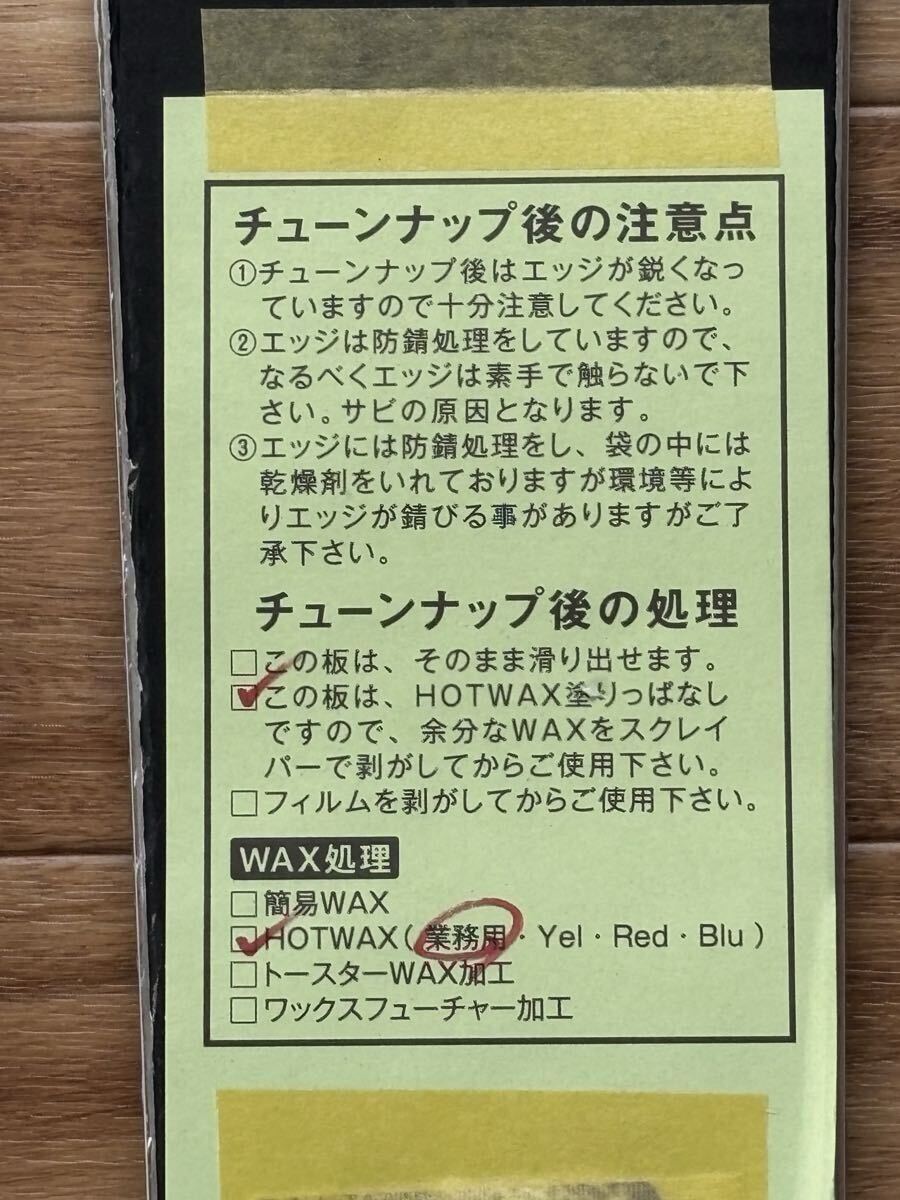 チューンナップ後の注意点
①チューンナップ後はエッジが鋭くなっ
ていますので十分注意してください。
②エッジは防錆処理をしていますので、
なるべくエッジは素手で触らないで下
さい。サビの原因となります。
③エッジには防錆処理をし、袋の中には
乾燥剤をいれておりますが環境等によ
りエッジが錆びる事がありますがご了
承下さい。
チューンナップ後の処理
□この板は、そのまま滑り出せます。
☑この板は、HOTWAX塗りっぱなし
ですので、余分なWAXをスクレイ
パーで剥がしてからご使用下さい。
□フィルムを剥がしてからご使用下さい。
WAX処理
□簡易WAX
☑HOTWAX(業務用・Yel・Red・Blu)
□トースターWAX加工
□ワックスフューチャー加工